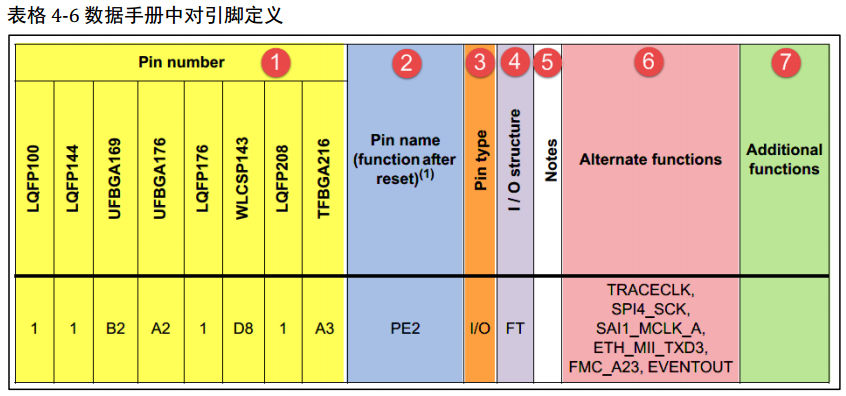 表格 4-6 数据手册中对引脚定义
Pin number 1
LQFP100
LQFP144
UFBGA169
UFBGA176
LQFP176
WLCSP143
LQFP208
TFBGA216
2
Pin name
(function after
reset)(1)
3
Pin type
4
I / O structure
5
Notes
6
Alternate functions
7
Additional
functions
1 1 B2 A2 1 D8 1 A3 PE2 I/O FT
TRACECLK,
SPI4_SCK,
SAI1_MCLK_A,
ETH_MII_TXD3,
FMC_A23, EVENTOUT